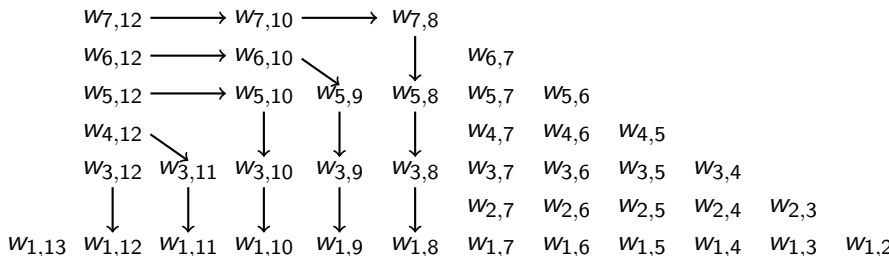 w7,12 w7,10 w7,8
w6,12 w6,10 w6,7
w5,12 w5,10 w5,9 w5,8 w5,7 w5,6
w4,12 w4,7 w4,6 w4,5
w3,12 w3,11 w3,10 w3,9 w3,8 w3,7 w3,6 w3,5 w3,4
w2,7 w2,6 w2,5 w2,4 w2,3
w1,13 w1,12 w1,11 w1,10 w1,9 w1,8 w1,7 w1,6 w1,5 w1,4 w1,3 w1,2